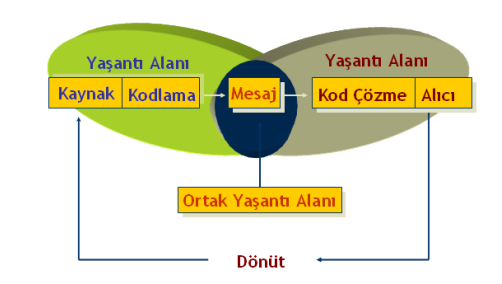 Yaşantı Alanı
Yaşantı Alanı
Kaynak Kodlama Mesaj Kod Çözme Alıcı
Ortak Yaşantı Alanı
Dönüt